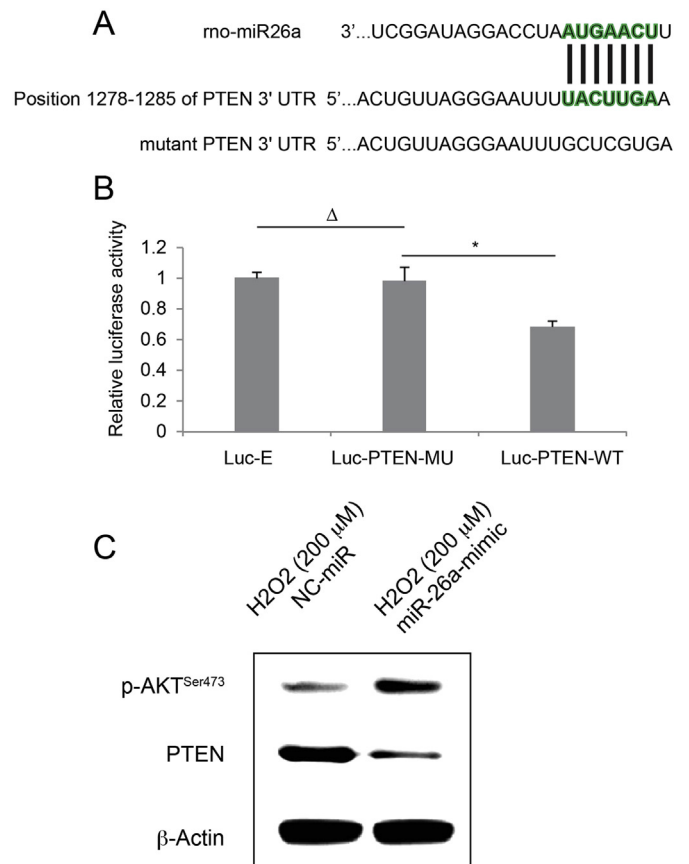 A
rno-miR26a 3'...UCGGAUAGGACCUAAUGAACUU
Position 1278-1285 of PTEN 3' UTR 5'...ACUGUUAGGGAAUUUUACUUGAA
mutant PTEN 3' UTR 5'...ACUGUUAGGGAAUUUGCUCGUGA
B
Δ
*
Relative luciferase activity
1.2
1
0.8
0.6
0.4
0.2
0
Luc-E Luc-PTEN-MU Luc-PTEN-WT
C
H2O2 (200 μM)
NC-miR
H2O2 (200 μM)
miR-26a-mimic
p-AKTSer473
PTEN
β-Actin